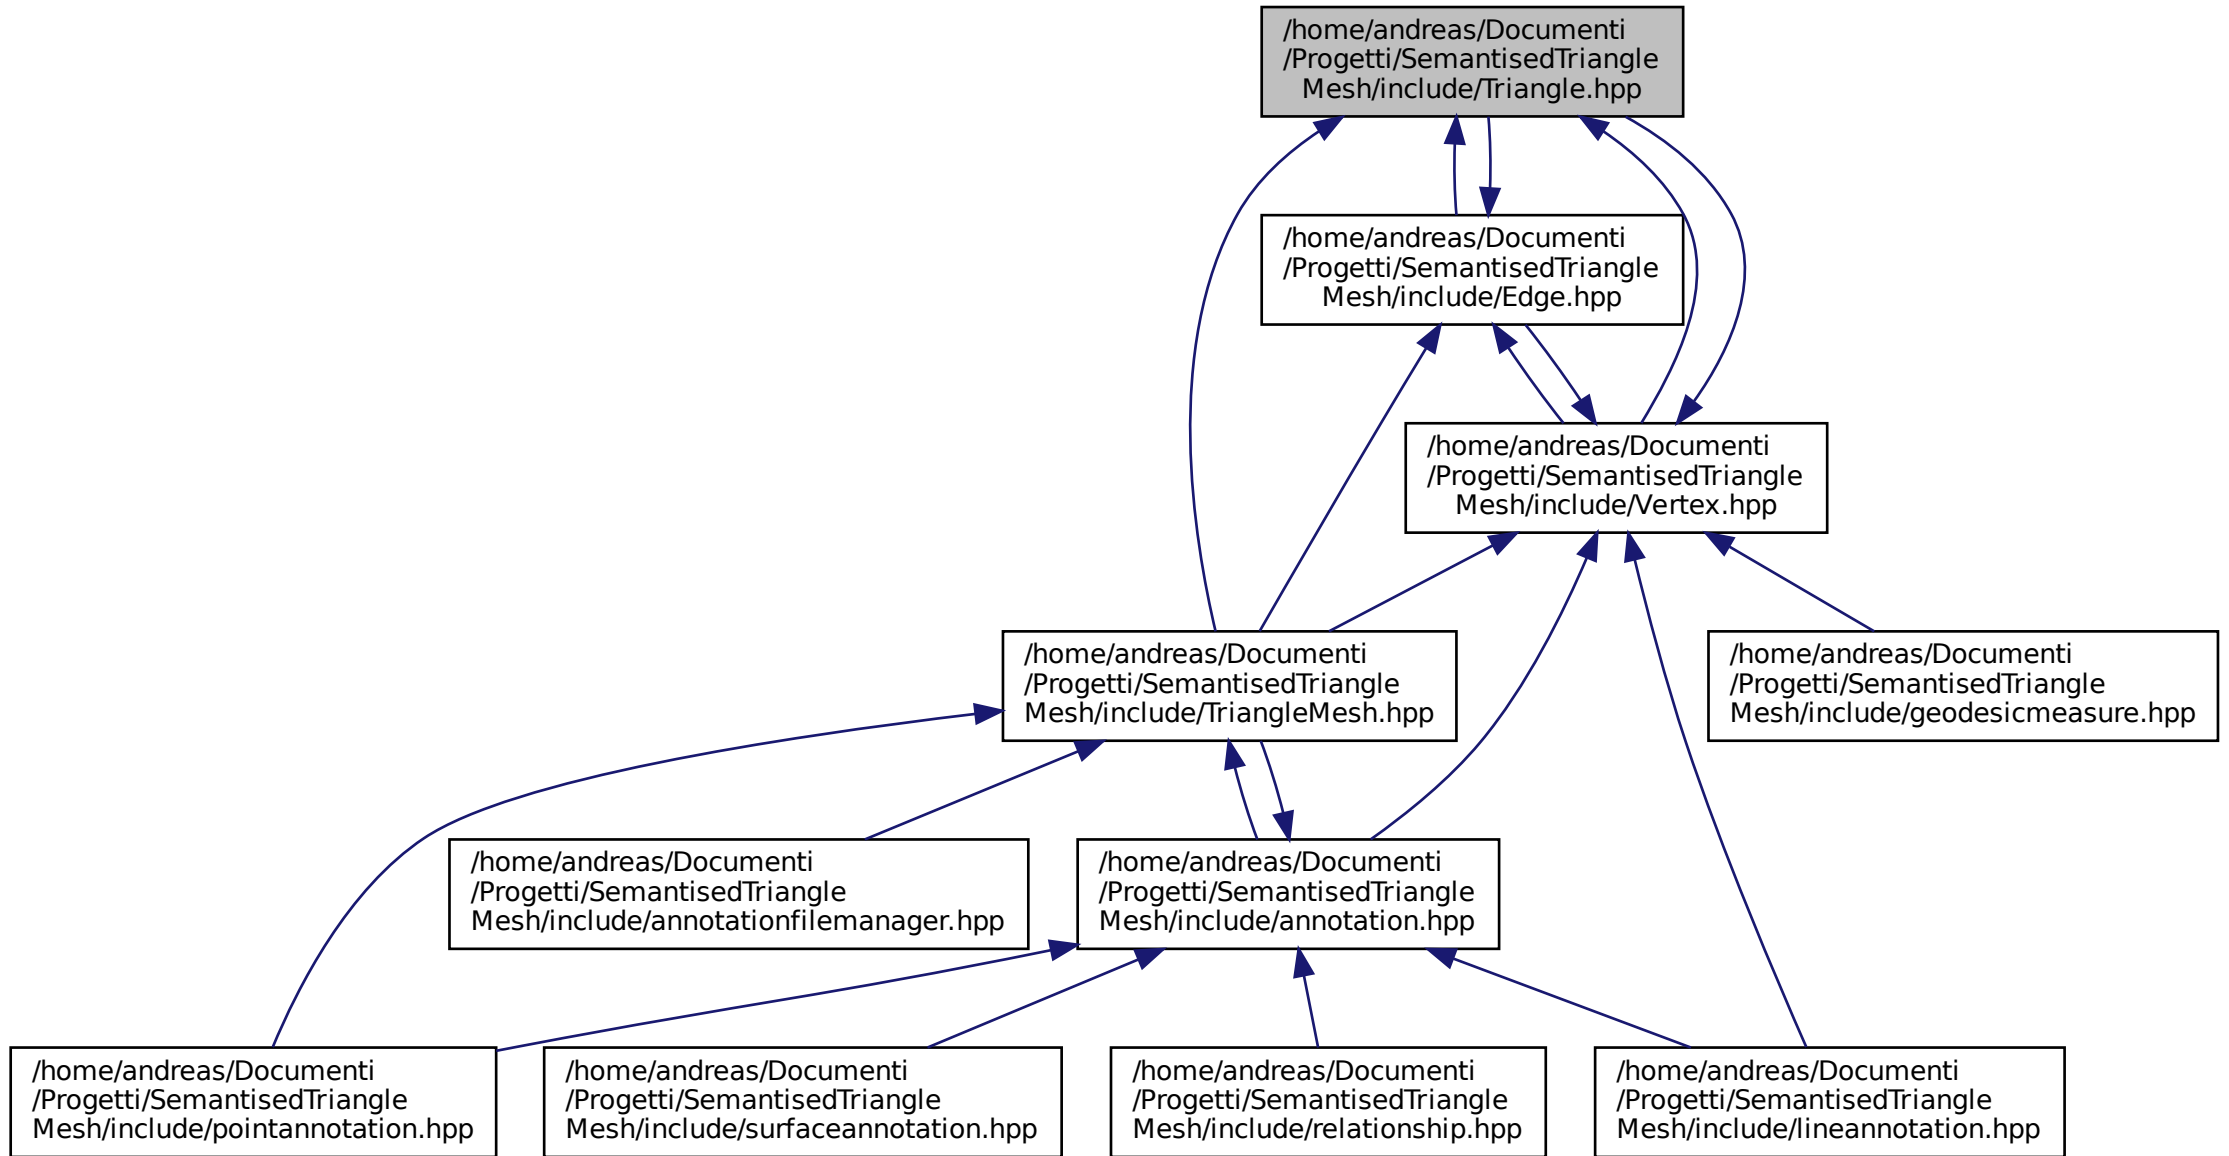 /home/andreas/Documenti
/Progetti/SemantisedTriangle
Mesh/include/Triangle.hpp
/home/andreas/Documenti
/Progetti/SemantisedTriangle
Mesh/include/Edge.hpp
/home/andreas/Documenti
/Progetti/SemantisedTriangle
Mesh/include/Vertex.hpp
/home/andreas/Documenti
/Progetti/SemantisedTriangle
Mesh/include/TriangleMesh.hpp
/home/andreas/Documenti
/Progetti/SemantisedTriangle
Mesh/include/geodesicmeasure.hpp
/home/andreas/Documenti
/Progetti/SemantisedTriangle
Mesh/include/annotationfilemanager.hpp
/home/andreas/Documenti
/Progetti/SemantisedTriangle
Mesh/include/annotation.hpp
/home/andreas/Documenti
/Progetti/SemantisedTriangle
Mesh/include/pointannotation.hpp
/home/andreas/Documenti
/Progetti/SemantisedTriangle
Mesh/include/surfaceannotation.hpp
/home/andreas/Documenti
/Progetti/SemantisedTriangle
Mesh/include/relationship.hpp
/home/andreas/Documenti
/Progetti/SemantisedTriangle
Mesh/include/lineannotation.hpp